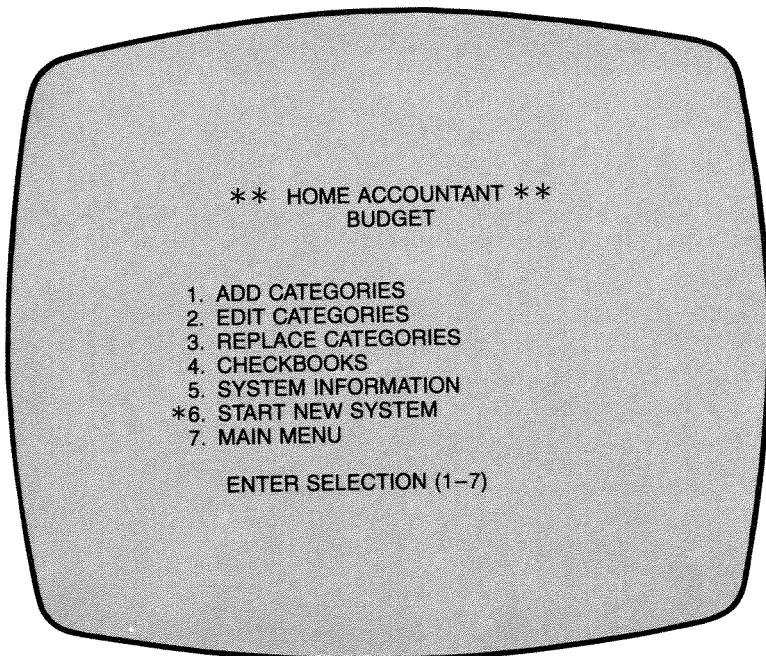 ** HOME ACCOUNTANT **
BUDGET
1. ADD CATEGORIES
2. EDIT CATEGORIES
3. REPLACE CATEGORIES
4. CHECKBOOKS
5. SYSTEM INFORMATION
*6. START NEW SYSTEM
7. MAIN MENU
ENTER SELECTION (1–7)